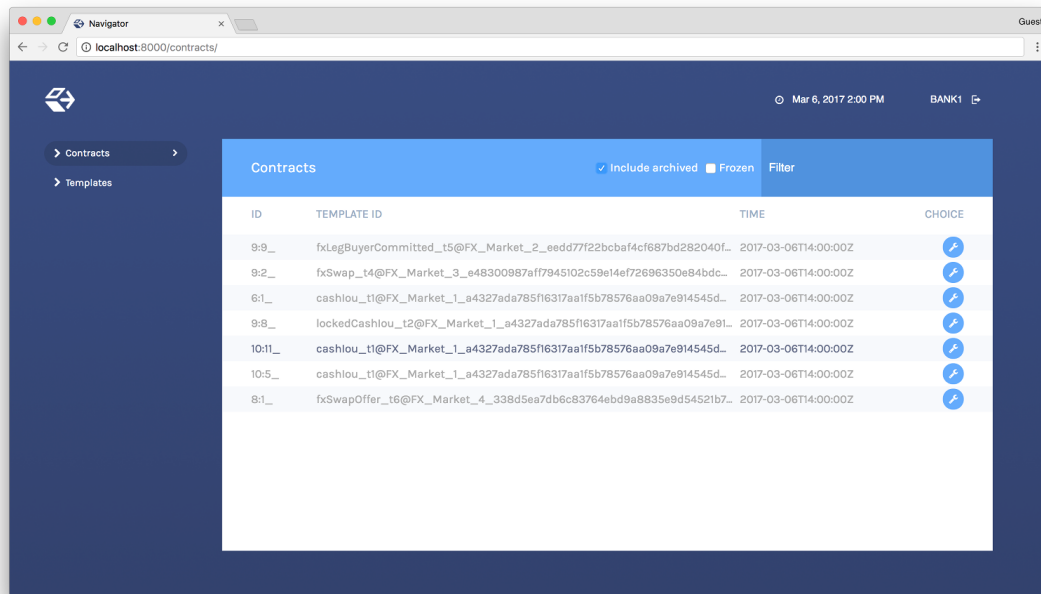 Navigator
Guest
localhost:8000/contracts/
Mar 6, 2017 2:00 PM BANK1
Contracts
Templates
Contracts Include archived Frozen Filter
ID TEMPLATE ID TIME CHOICE
9:9_ fxLegBuyerCommitted_t5@FX_Market_2_eedd77f22bcbaf4cf687bd282040f... 2017-03-06T14:00:00Z
9:2_ fxSwap_t4@FX_Market_3_e48300987aff7945102c59e14ef72696350e84bdc... 2017-03-06T14:00:00Z
6:1_ cashIou_t1@FX_Market_1_a4327ada785f16317aa1f5b78576aa09a7e914545d... 2017-03-06T14:00:00Z
9:8_ lockedCashIou_t2@FX_Market_1_a4327ada785f16317aa1f5b78576aa09a7e91... 2017-03-06T14:00:00Z
10:11_ cashIou_t1@FX_Market_1_a4327ada785f16317aa1f5b78576aa09a7e914545d... 2017-03-06T14:00:00Z
10:5_ cashIou_t1@FX_Market_1_a4327ada785f16317aa1f5b78576aa09a7e914545d... 2017-03-06T14:00:00Z
8:1_ fxSwapOffer_t6@FX_Market_4_338d5ea7db6c83764ebd9a8835e9d54521b7... 2017-03-06T14:00:00Z